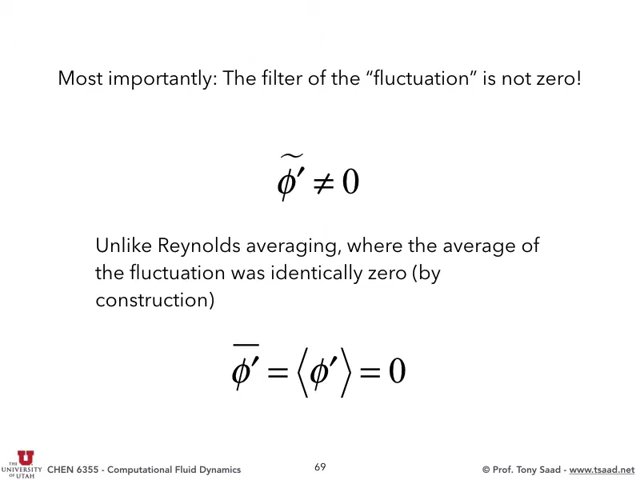 Most importantly: The filter of the “fluctuation” is not zero!
\widetilde{ϕ′} ≠ 0
Unlike Reynolds averaging, where the average of
the fluctuation was identically zero (by
construction)
\overline{ϕ′} = ⟨ϕ′⟩ = 0
THE
UNIVERSITY
OF UTAH
CHEN 6355 - Computational Fluid Dynamics
69
© Prof. Tony Saad - www.tsaad.net